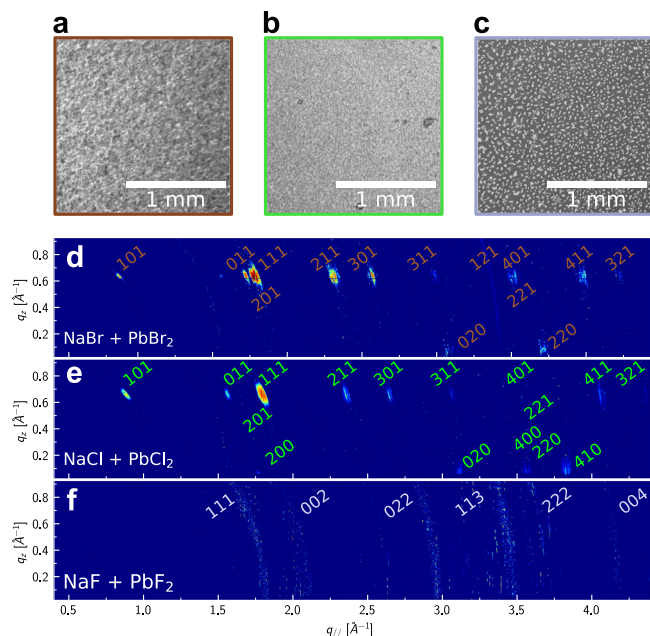 a b c
1 mm 1 mm 1 mm
d
101 011 111 211 301 311 121 401 411 321
201 221
020 220
NaBr + PbBr₂
e
101 011 111 211 301 311 401 411 321
201 221
200 020 400 220 410
NaCl + PbCl₂
f
111 002 022 113 222 004
NaF + PbF₂
0.8
0.6
0.4
0.2
qz [Å⁻¹]
0.8
0.6
0.4
0.2
qz [Å⁻¹]
0.8
0.6
0.4
0.2
qz [Å⁻¹]
0.5 1.0 1.5 2.0 2.5 3.0 3.5 4.0
q// [Å⁻¹]